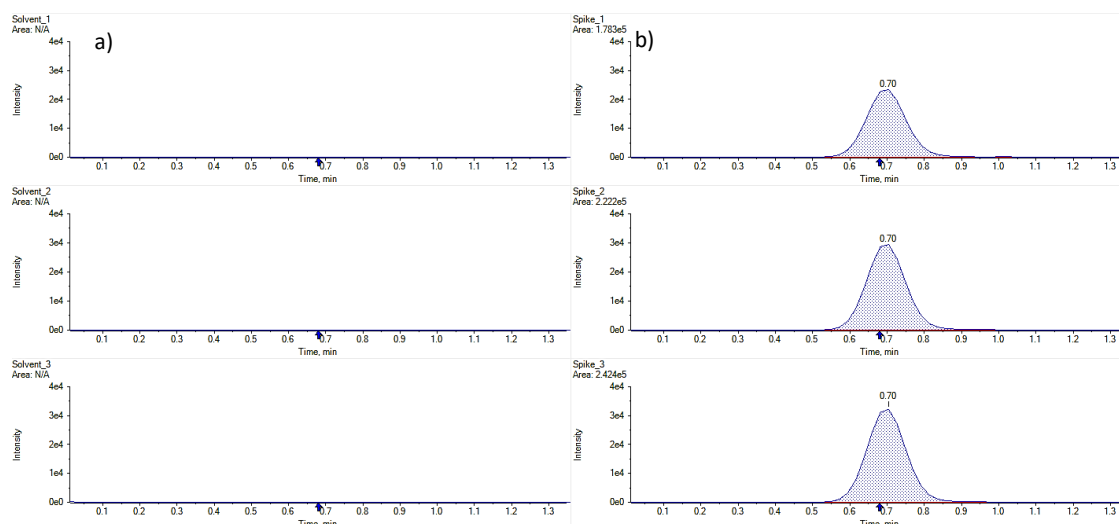 Solvent_1
Area: N/A
a)
4e4
3e4
2e4
1e4
0e0
Intensity
0.1 0.2 0.3 0.4 0.5 0.6 0.7 0.8 0.9 1.0 1.1 1.2 1.3
Time, min
Spike_1
Area: 1.783e5
b)
4e4
3e4
2e4
1e4
0e0
Intensity
0.70
0.1 0.2 0.3 0.4 0.5 0.6 0.7 0.8 0.9 1.0 1.1 1.2 1.3
Time, min
Solvent_2
Area: N/A
4e4
3e4
2e4
1e4
0e0
Intensity
0.1 0.2 0.3 0.4 0.5 0.6 0.7 0.8 0.9 1.0 1.1 1.2 1.3
Time, min
Spike_2
Area: 2.222e5
4e4
3e4
2e4
1e4
0e0
Intensity
0.70
0.1 0.2 0.3 0.4 0.5 0.6 0.7 0.8 0.9 1.0 1.1 1.2 1.3
Time, min
Solvent_3
Area: N/A
4e4
3e4
2e4
1e4
0e0
Intensity
0.1 0.2 0.3 0.4 0.5 0.6 0.7 0.8 0.9 1.0 1.1 1.2 1.3
Time, min
Spike_3
Area: 2.424e5
4e4
3e4
2e4
1e4
0e0
Intensity
0.70
0.1 0.2 0.3 0.4 0.5 0.6 0.7 0.8 0.9 1.0 1.1 1.2 1.3
Time, min